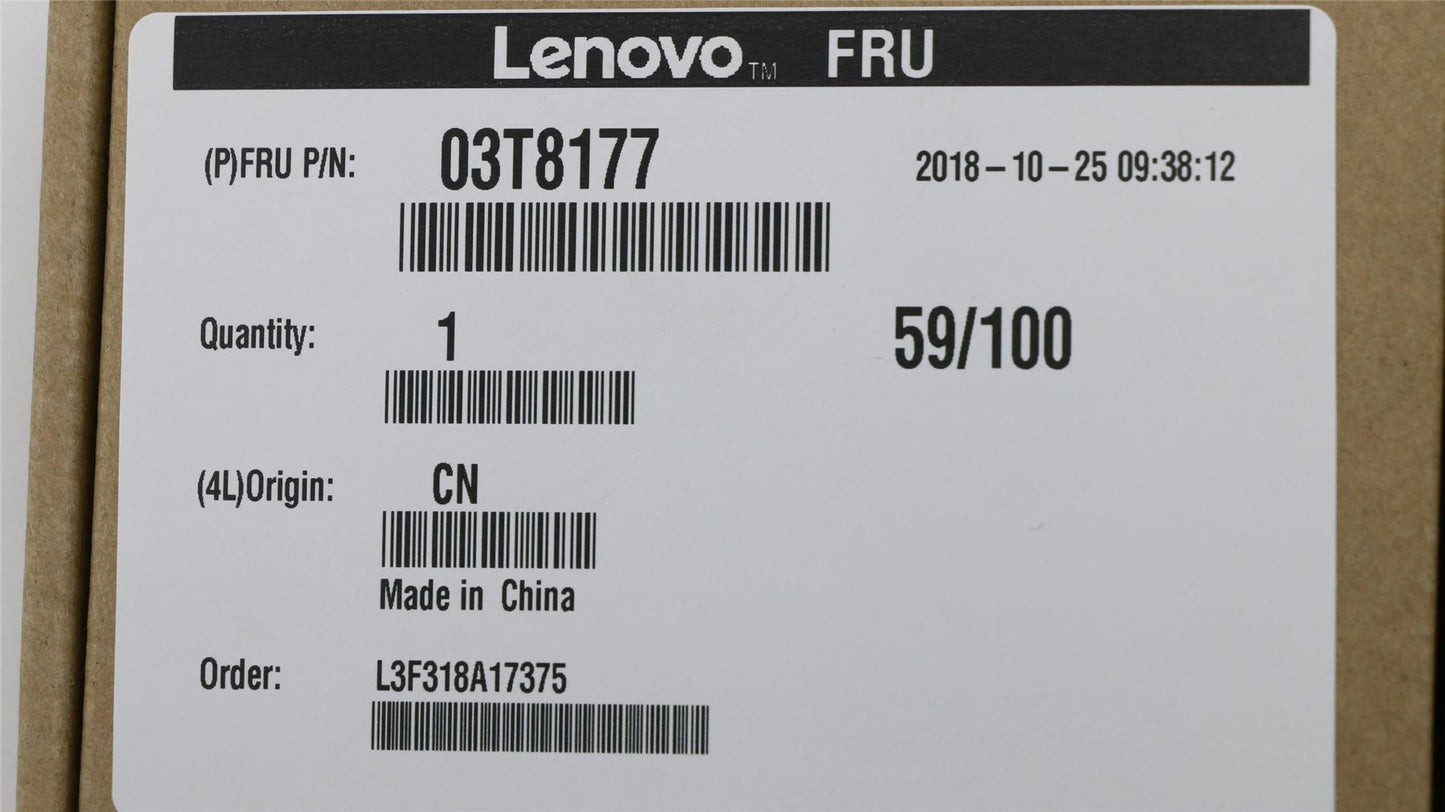 Lenovo™ FRU
(P)FRU P/N: 03T8177 2018-10-25 09:38:12
Quantity: 1 59/100
(4L)Origin: CN
Made in China
Order: L3F318A17375